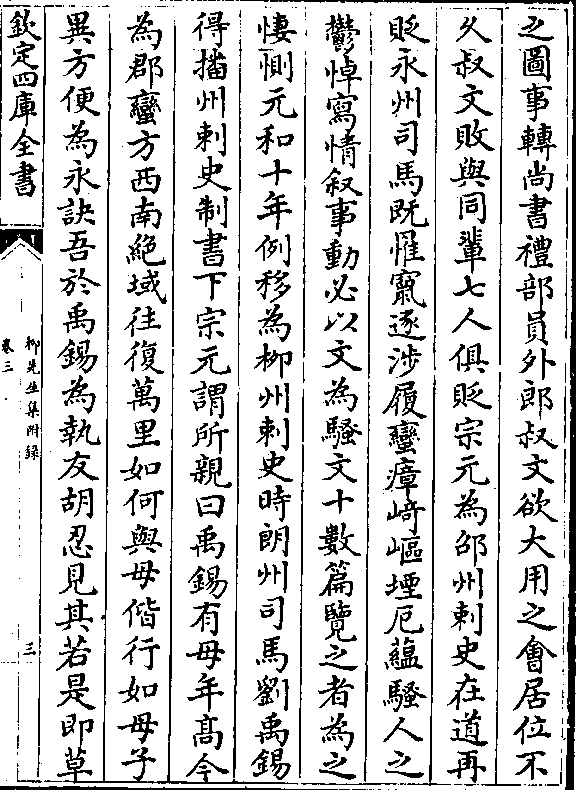 之圖事轉尚書禮部員外郎叔文欲大用之會居位不
久叔文敗與同輩七人俱貶宗元為邵州刺史在道再
貶永州司馬既罹竄逐涉履蠻瘴崎嶇堙厄蘊騷人之
鬱悼寫情叙事動必以文為騷文十數篇覽之者為之
悽惻元和十年例移為柳州刺史時朗州司馬劉禹錫
得播州刺史制書下宗元謂所親曰禹錫有母年髙今
為郡蠻方西南絶域往復萬里如何與母偕行如母子
異方便為永訣吾於禹錫為執友胡忍見其若是即草
欽定四庫全書
柳先生集附録
卷三
三